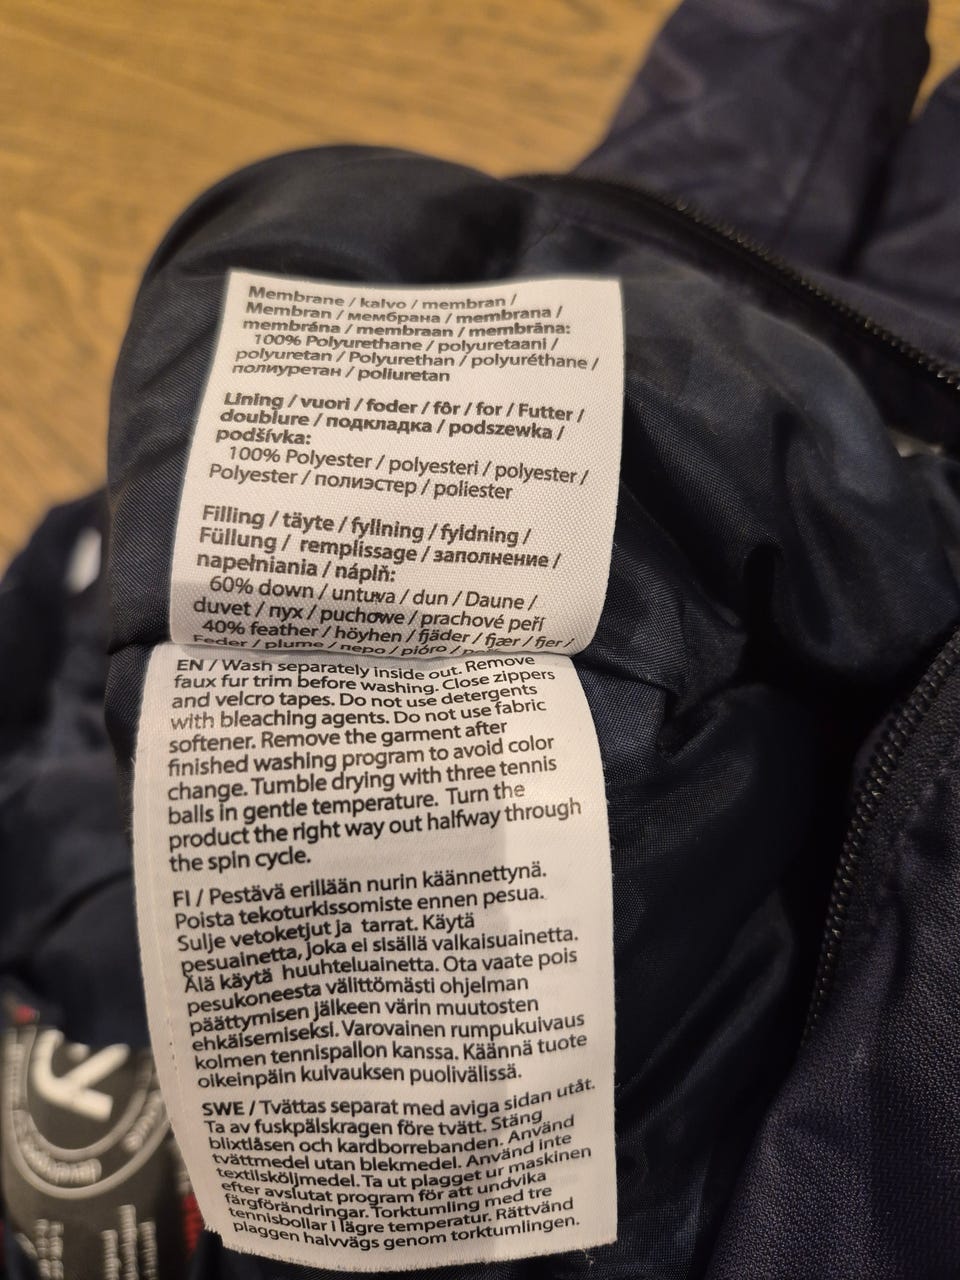 Membrane / kalvo / membran /
Membran / мембрана / membrana /
membrána / membraan / membrāna:
100% Polyurethane / polyuretaani /
polyuretan / Polyurethan / polyuréthane /
полиуретан / poliuretan
Lining / vuori / foder / fôr / for / Futter /
doublure / подкладка / podszewka /
podšívka:
100% Polyester / polyesteri / polyester /
Polyester / полиэстер / poliester
Filling / täyte / fyllning / fyldning /
Füllung / remplissage / заполнение /
napełniania / náplň:
60% down / untuva / dun / Daune /
duvet / пух / puchowe / prachové peří
40% feather / höyhen / fjäder / fjær / fjer /
Feder / plume / перо / pióro /
EN / Wash separately inside out. Remove
faux fur trim before washing. Close zippers
and velcro tapes. Do not use detergents
with bleaching agents. Do not use fabric
softener. Remove the garment after
finished washing program to avoid color
change. Tumble drying with three tennis
balls in gentle temperature. Turn the
product the right way out halfway through
the spin cycle.
FI / Pestävä erillään nurin käännettynä.
Poista tekoturkissomiste ennen pesua.
Sulje vetoketjut ja tarrat. Käytä
pesuainetta, joka ei sisällä valkaisuainetta.
Älä käytä huuhteluainetta. Ota vaate pois
pesukoneesta välittömästi ohjelman
päättymisen jälkeen värin muutosten
ehkäisemiseksi. Varovainen rumpukuivaus
kolmen tennispallon kanssa. Käännä tuote
oikeinpäin kuivauksen puolivälissä.
SWE / Tvättas separat med aviga sidan utåt.
Ta av fuskpälskragen före tvätt. Stäng
blixtlåsen och kardborrebanden. Använd
tvättmedel utan blekmedel. Använd inte
textilsköljmedel. Ta ut plagget ur maskinen
efter avslutat program för att undvika
färgförändringar. Torktumling med tre
tennisbollar i lägre temperatur. Rättvänd
plaggen halvvägs genom torktumlingen.